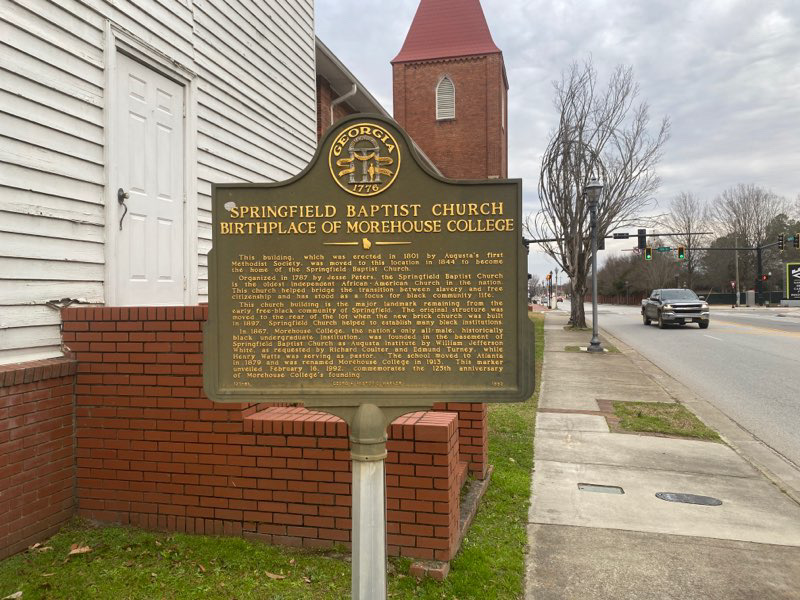 GEORGIA
1776
SPRINGFIELD BAPTIST CHURCH
BIRTHPLACE OF MOREHOUSE COLLEGE
This building, which was erected in 1801 by Augusta's first
Methodist Society, was moved to this location in 1844 to become
the home of the Springfield Baptist Church.
Organized in 1787 by Jesse Peters, the Springfield Baptist Church
is the oldest independent African-American Church in the nation.
This church helped bridge the transition between slavery and free
citizenship and has stood as a focus for black community life.
This church building is the major landmark remaining from the
early free-black community of Springfield. The original structure was
moved to the rear of the lot when the new brick church was built
in 1897. Springfield Church helped to establish many black institutions.
In 1867, Morehouse College, the nation's only all-male, historically
black undergraduate institution, was founded in the basement of
Springfield Baptist Church as Augusta Institute by William Jefferson
White, as requested by Richard Coulter and Edmund Turney, while
Henry Watts was serving as pastor. The school moved to Atlanta
in 1879 and was renamed Morehouse College in 1913. This marker
unveiled February 16, 1992, commemorates the 125th anniversary
of Morehouse College's founding.
GEORGIA HISTORIC MARKER
1992